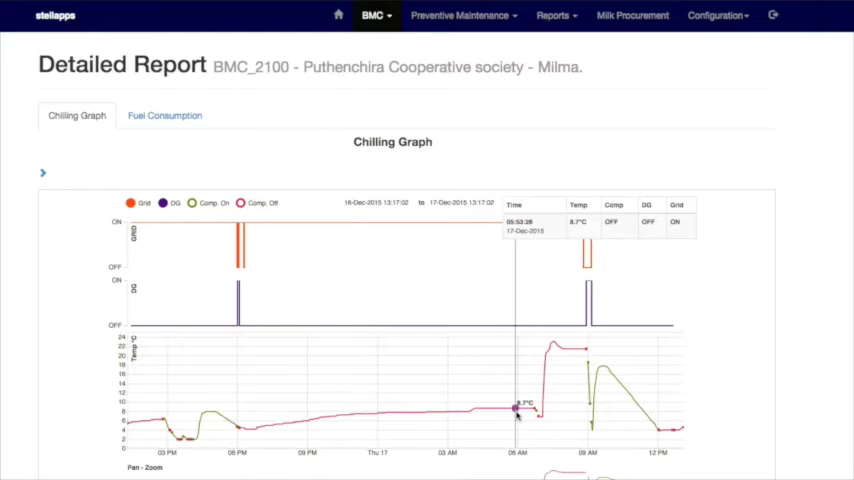 stellapps BMC Preventive Maintenance Reports Milk Procurement Configuration
Detailed Report BMC_2100 - Puthenchira Cooperative society - Milma.
Chilling Graph Fuel Consumption
Chilling Graph
Grid DG Comp. On Comp. Off 16-Dec-2015 13:17:02 to 17-Dec-2015 13:17:02
Time Temp Comp DG Grid
05:53:28 8.7°C OFF OFF ON
17-Dec-2015
ON
GRID
OFF
ON
DG
OFF
Temp °C
24
22
20
18
16
14
12
10
8
6
4
2
0
8.7°C
03 PM 06 PM 09 PM Thu 17 03 AM 06 AM 09 AM 12 PM
Pan - Zoom